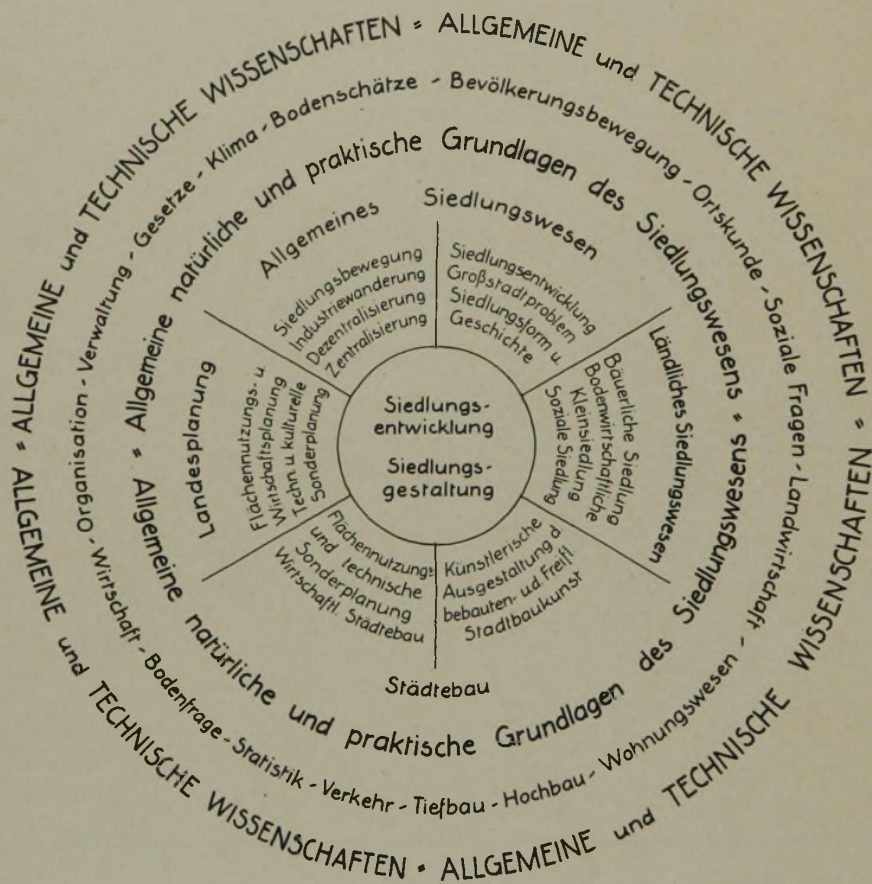 ALLGEMEINE und TECHNISCHE WISSENSCHAFTEN = ALLGEMEINE und TECHNISCHE WISSENSCHAFTEN = ALLGEMEINE und TECHNISCHE WISSENSCHAFTEN = ALLGEMEINE und TECHNISCHE WISSENSCHAFTEN =
Organisation - Verwaltung - Gesetze - Klima - Bodenschätze - Bevölkerungsbewegung - Ortskunde - Soziale Fragen - Landwirtschaft - Wohnungswesen - Hochbau - Tiefbau - Verkehr - Statistik - Bodenfrage - Wirtschaft -
= Allgemeine natürliche und praktische Grundlagen des Siedlungswesens =
Allgemeine natürliche und praktische Grundlagen des Siedlungswesens
Allgemeines Siedlungswesen
Siedlungsbewegung
Industriewanderung
Dezentralisierung
Zentralisierung
Siedlungsentwicklung
Großstadtproblem
Siedlungsform u.
Geschichte
Ländliches Siedlungswesen
Bäuerliche Siedlung
Bodenwirtschaftliche
Kleinsiedlung
Soziale Siedlung
Künstlerische
Ausgestaltung d.
bebauten- u.d Freifl.
Stadtbaukunst
Flächennutzungs-
und technische
Sonderplanung
Wirtschaftl. Städtebau
Städtebau
Landesplanung
Flächennutzungs- u.
Wirtschaftsplanung
Techn. u. kulturelle
Sonderplanung
Siedlungs-
entwicklung
Siedlungs-
gestaltung